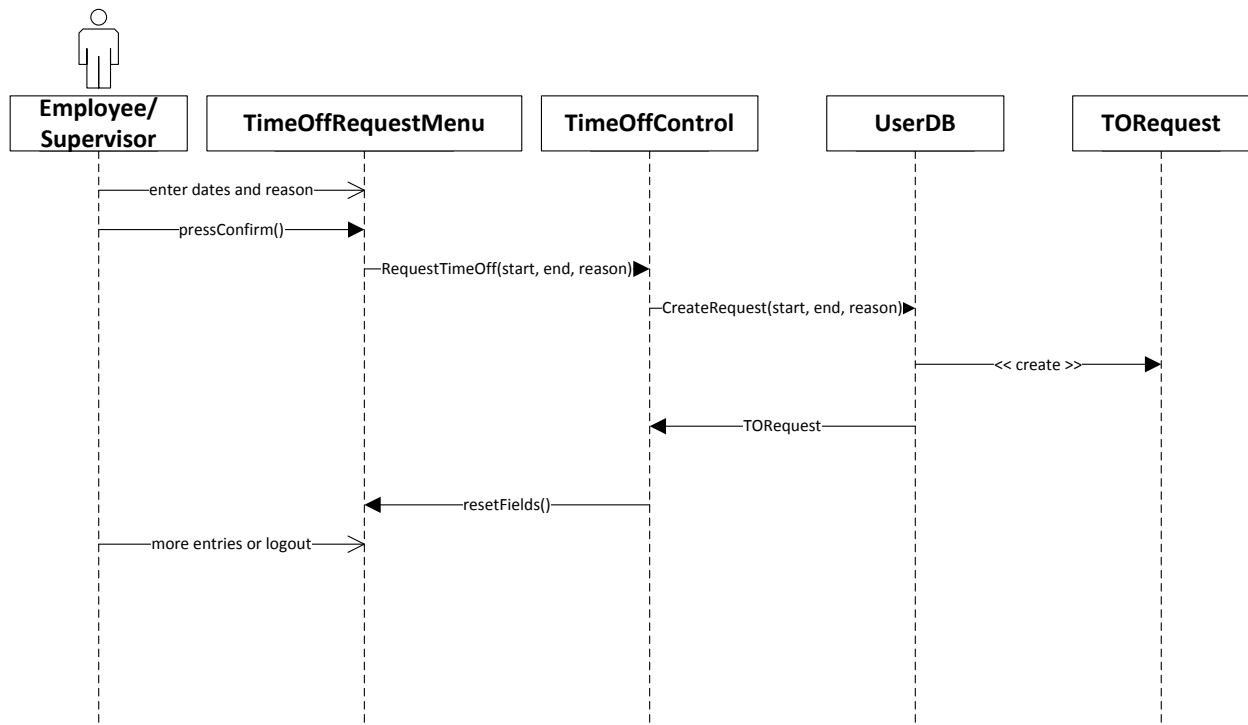 Employee/
Supervisor
TimeOffRequestMenu
TimeOffControl
UserDB
TORequest
enter dates and reason
pressConfirm()
RequestTimeOff(start, end, reason)
CreateRequest(start, end, reason)
<< create >>
TORequest
resetFields()
more entries or logout